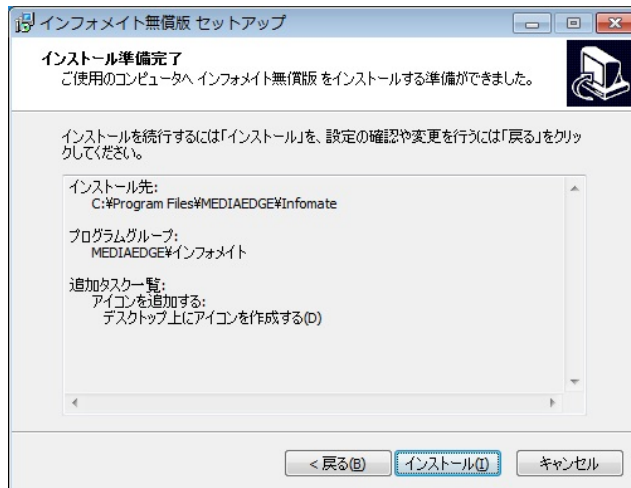 インフォメイト無償版 セットアップ
インストール準備完了
ご使用のコンピュータへ インフォメイト無償版 をインストールする準備ができました。
インストールを続行するには「インストール」を、設定の確認や変更を行うには「戻る」をクリッ
クしてください。
インストール先:
C:¥Program Files¥MEDIAEDGE¥Infomate
プログラムグループ:
MEDIAEDGE¥インフォメイト
追加タスク一覧:
アイコンを追加する:
デスクトップ上にアイコンを作成する(D)
< 戻る(B)
インストール(I)
キャンセル